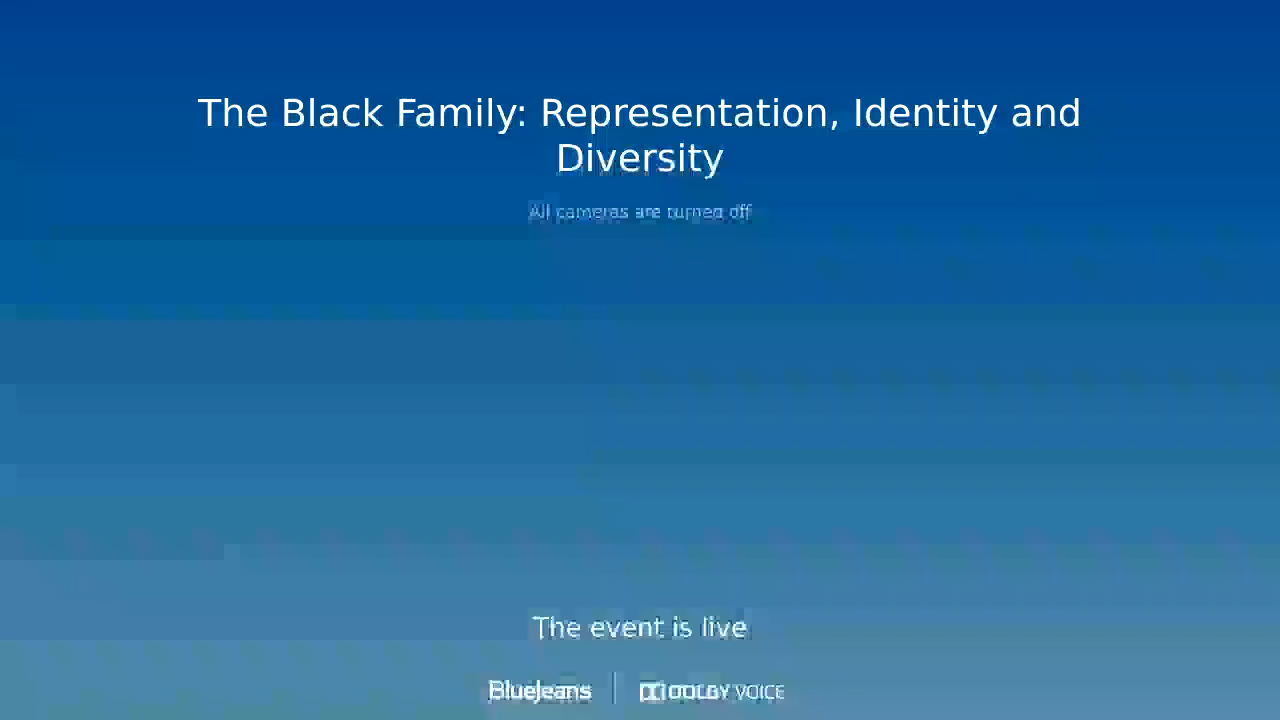 The Black Family: Representation, Identity and
Diversity
All cameras are turned off
The event is live
BlueJeans | DOLBY VOICE